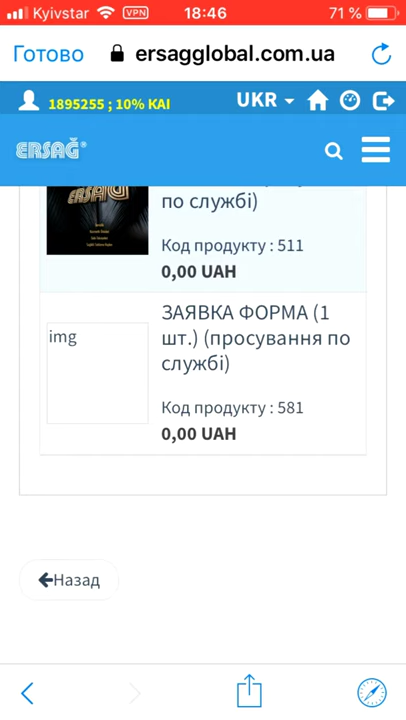 Kyivstar VPN 18:46 71 %
Готово ersagglobal.com.ua
1895255 ; 10% KAI UKR
ERSAĞ®
ERSAĞ
по службі)
Код продукту : 511
0,00 UAH
img
ЗАЯВКА ФОРМА (1
шт.) (просування по
службі)
Код продукту : 581
0,00 UAH
Назад